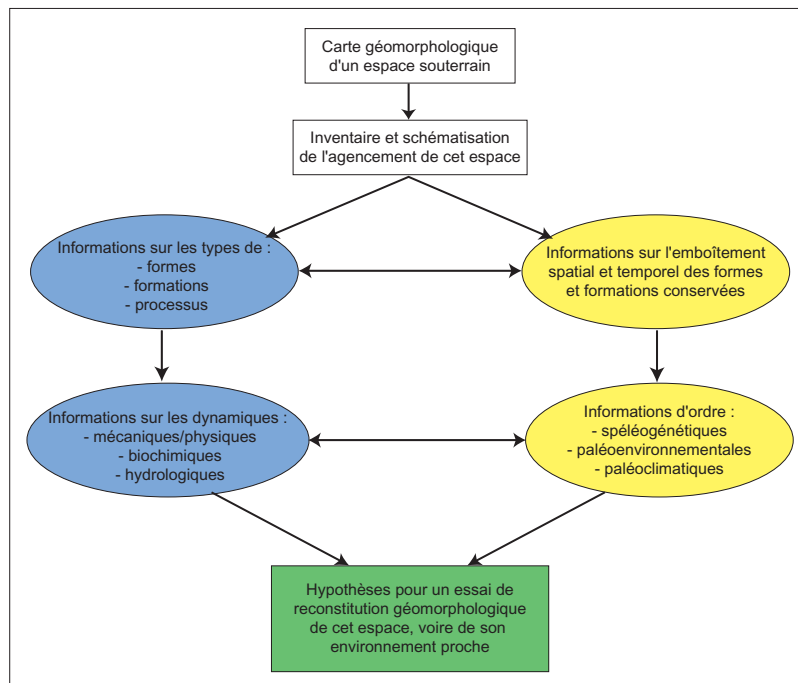 Carte géomorphologique
d'un espace souterrain
Inventaire et schématisation
de l'agencement de cet espace
Informations sur les types de :
- formes
- formations
- processus
Informations sur l'emboîtement
spatial et temporel des formes
et formations conservées
Informations sur les dynamiques :
- mécaniques/physiques
- biochimiques
- hydrologiques
Informations d'ordre :
- spéléogénétiques
- paléoenvironnementales
- paléoclimatiques
Hypothèses pour un essai de
reconstitution géomorphologique
de cet espace, voire de son
environnement proche